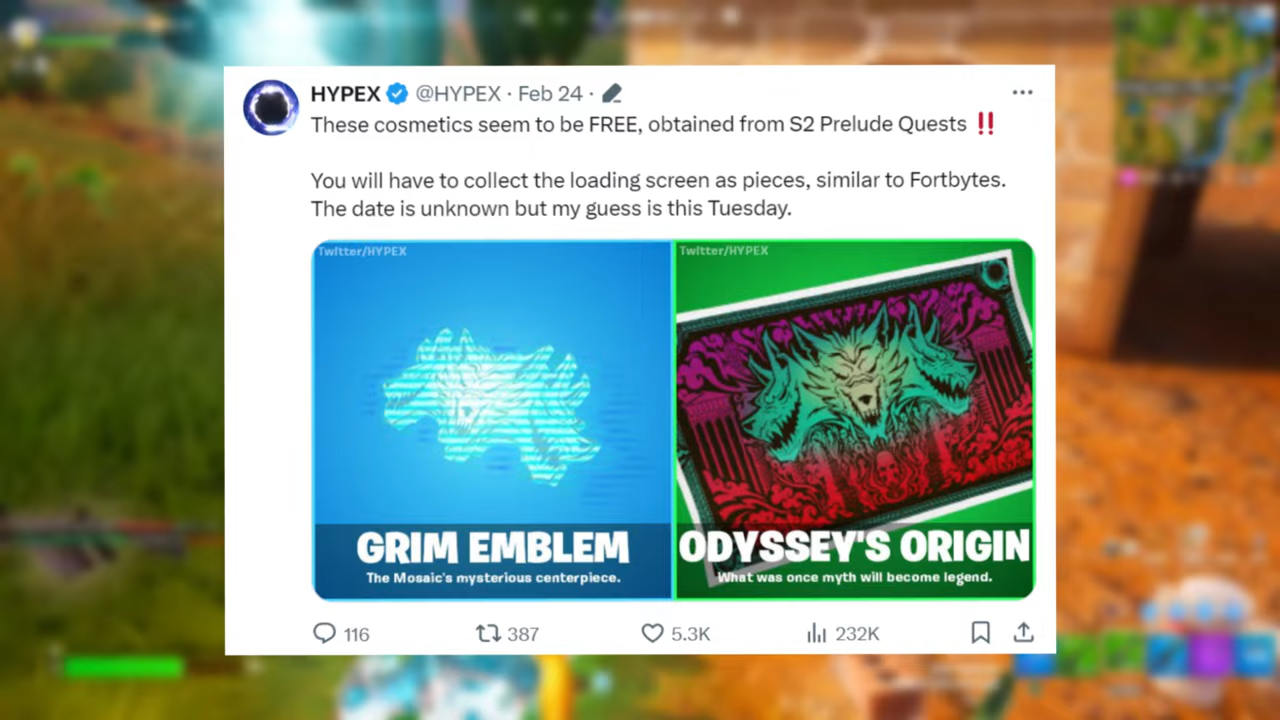 HYPEX @HYPEX · Feb 24 ·
These cosmetics seem to be FREE, obtained from S2 Prelude Quests ‼️
You will have to collect the loading screen as pieces, similar to Fortbytes.
The date is unknown but my guess is this Tuesday.
Twitter/HYPEX
GRIM EMBLEM
The Mosaic's mysterious centerpiece.
Twitter/HYPEX
ODYSSEY'S ORIGIN
What was once myth will become legend.
116 387 5.3K 232K